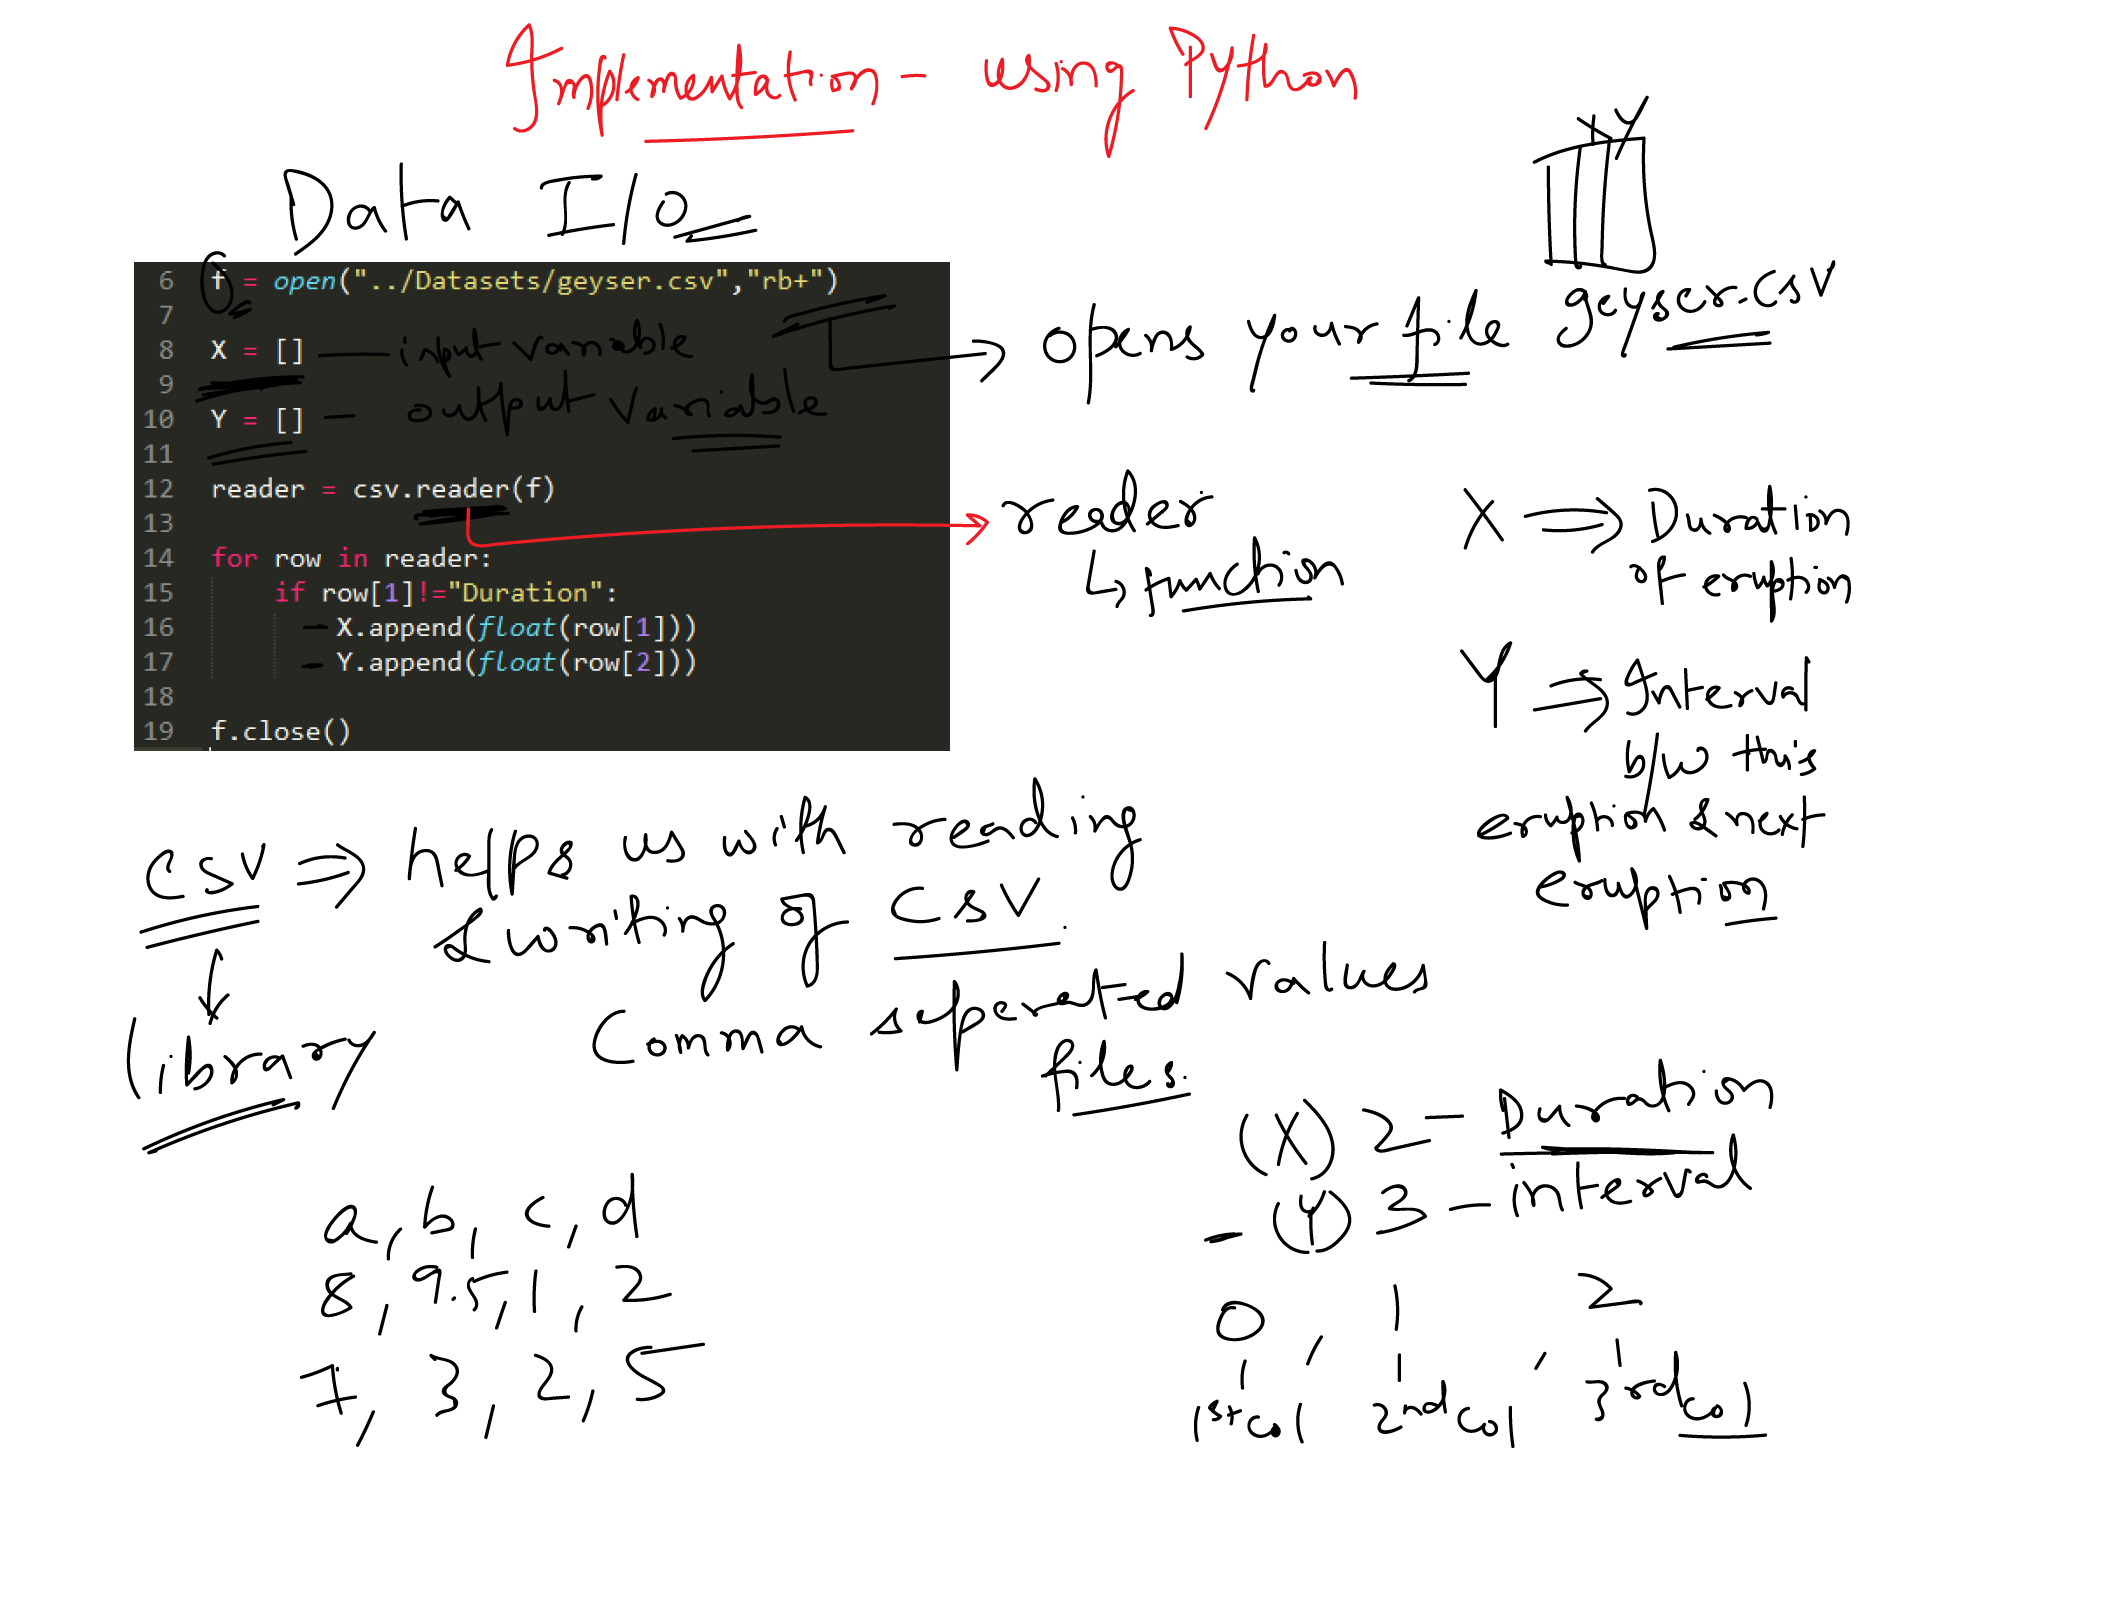 Implementation - using Python
Data I/O
X Y
6 f = open("../Datasets/geyser.csv","rb+")
7
8 X = [] — input variable
9
10 Y = [] - output variable
11
12 reader = csv.reader(f)
13
14 for row in reader:
15 if row[1]!="Duration":
16 - X.append(float(row[1]))
17 - Y.append(float(row[2]))
18
19 f.close()
opens your file geyser.csv
reader
↳ function
X ⇒ Duration
of eruption
Y ⇒ Interval
b/w this
eruption & next
eruption
CSV ⇒ helps us with reading
& writing of CSV.
Comma seperated values
files.
library
(X) 2 - Duration
- (Y) 3 - interval
a, b, c, d
8, 9.5, 1, 2
7, 3, 2, 5
0, 1, 2
1st col 2nd col 3rd col